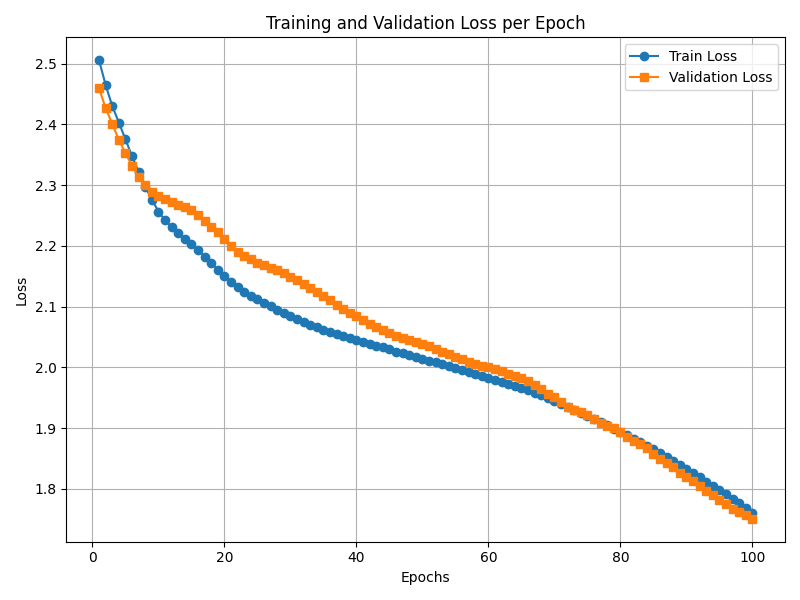 Training and Validation Loss per Epoch
Train Loss
Validation Loss
2.5
2.4
2.3
2.2
2.1
2.0
1.9
1.8
Loss
0 20 40 60 80 100
Epochs